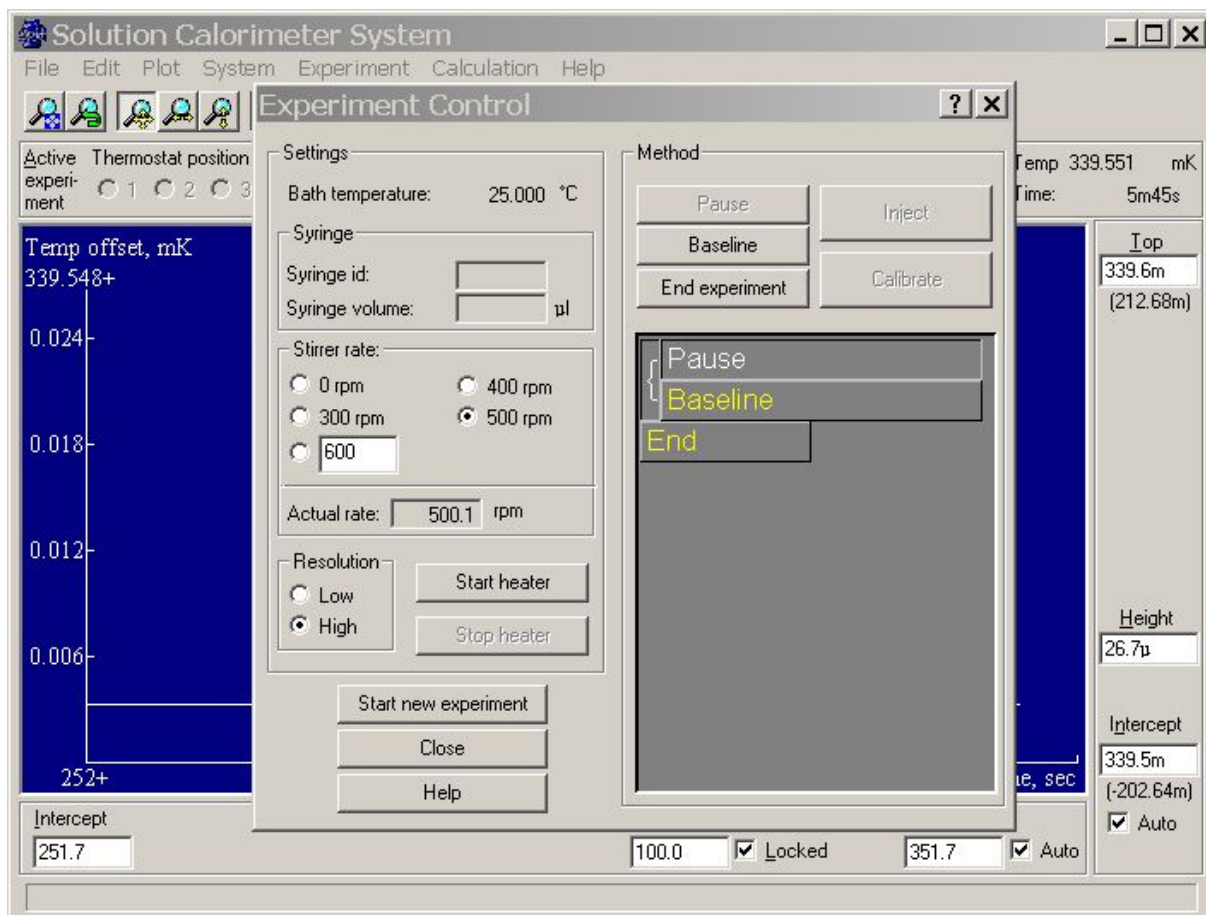 Solution Calorimeter System
File Edit Plot System Experiment Calculation Help
Experiment Control
Active experi- ment
Thermostat position
1 2 3
Temp 339.551 mK
Time: 5m45s
Temp offset, mK
339.548+
0.024
0.018
0.012
0.006
252+
Settings
Bath temperature: 25.000 °C
Syringe
Syringe id:
Syringe volume: µl
Stirrer rate:
0 rpm 400 rpm
300 rpm 500 rpm
600
Actual rate: 500.1 rpm
Resolution
Low
High
Start heater
Stop heater
Start new experiment
Close
Help
Method
Pause
Baseline
End experiment
Inject
Calibrate
Pause
Baseline
End
Top
339.6m
(212.68m)
Height
26.7µ
Intercept
339.5m
(-202.64m)
Auto
sec
Intercept
251.7
100.0 Locked 351.7 Auto